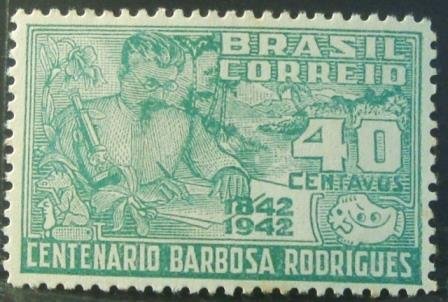 BRASIL
CORREIO
40
CENTAVOS
1842
1942
CENTENARIO BARBOSA RODRIGUES